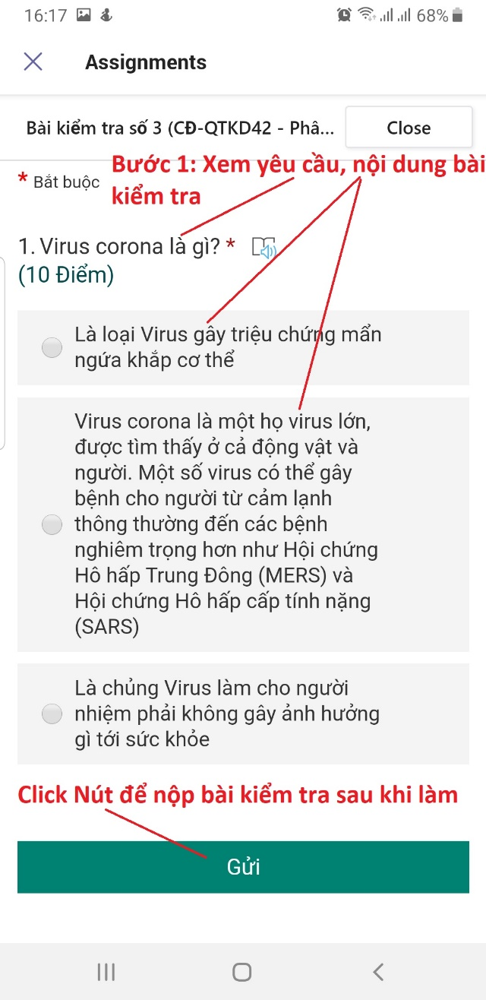 16:17
68%
Assignments
Bài kiểm tra số 3 (CĐ-QTKD42 - Phâ...
Close
* Bắt buộc
Bước 1: Xem yêu cầu, nội dung bài
kiểm tra
1. Virus corona là gì? *
(10 Điểm)
Là loại Virus gây triệu chứng mẩn
ngứa khắp cơ thể
Virus corona là một họ virus lớn,
được tìm thấy ở cả động vật và
người. Một số virus có thể gây
bệnh cho người từ cảm lạnh
thông thường đến các bệnh
nghiêm trọng hơn như Hội chứng
Hô hấp Trung Đông (MERS) và
Hội chứng Hô hấp cấp tính nặng
(SARS)
Là chủng Virus làm cho người
nhiệm phải không gây ảnh hưởng
gì tới sức khỏe
Click Nút để nộp bài kiểm tra sau khi làm
Gửi